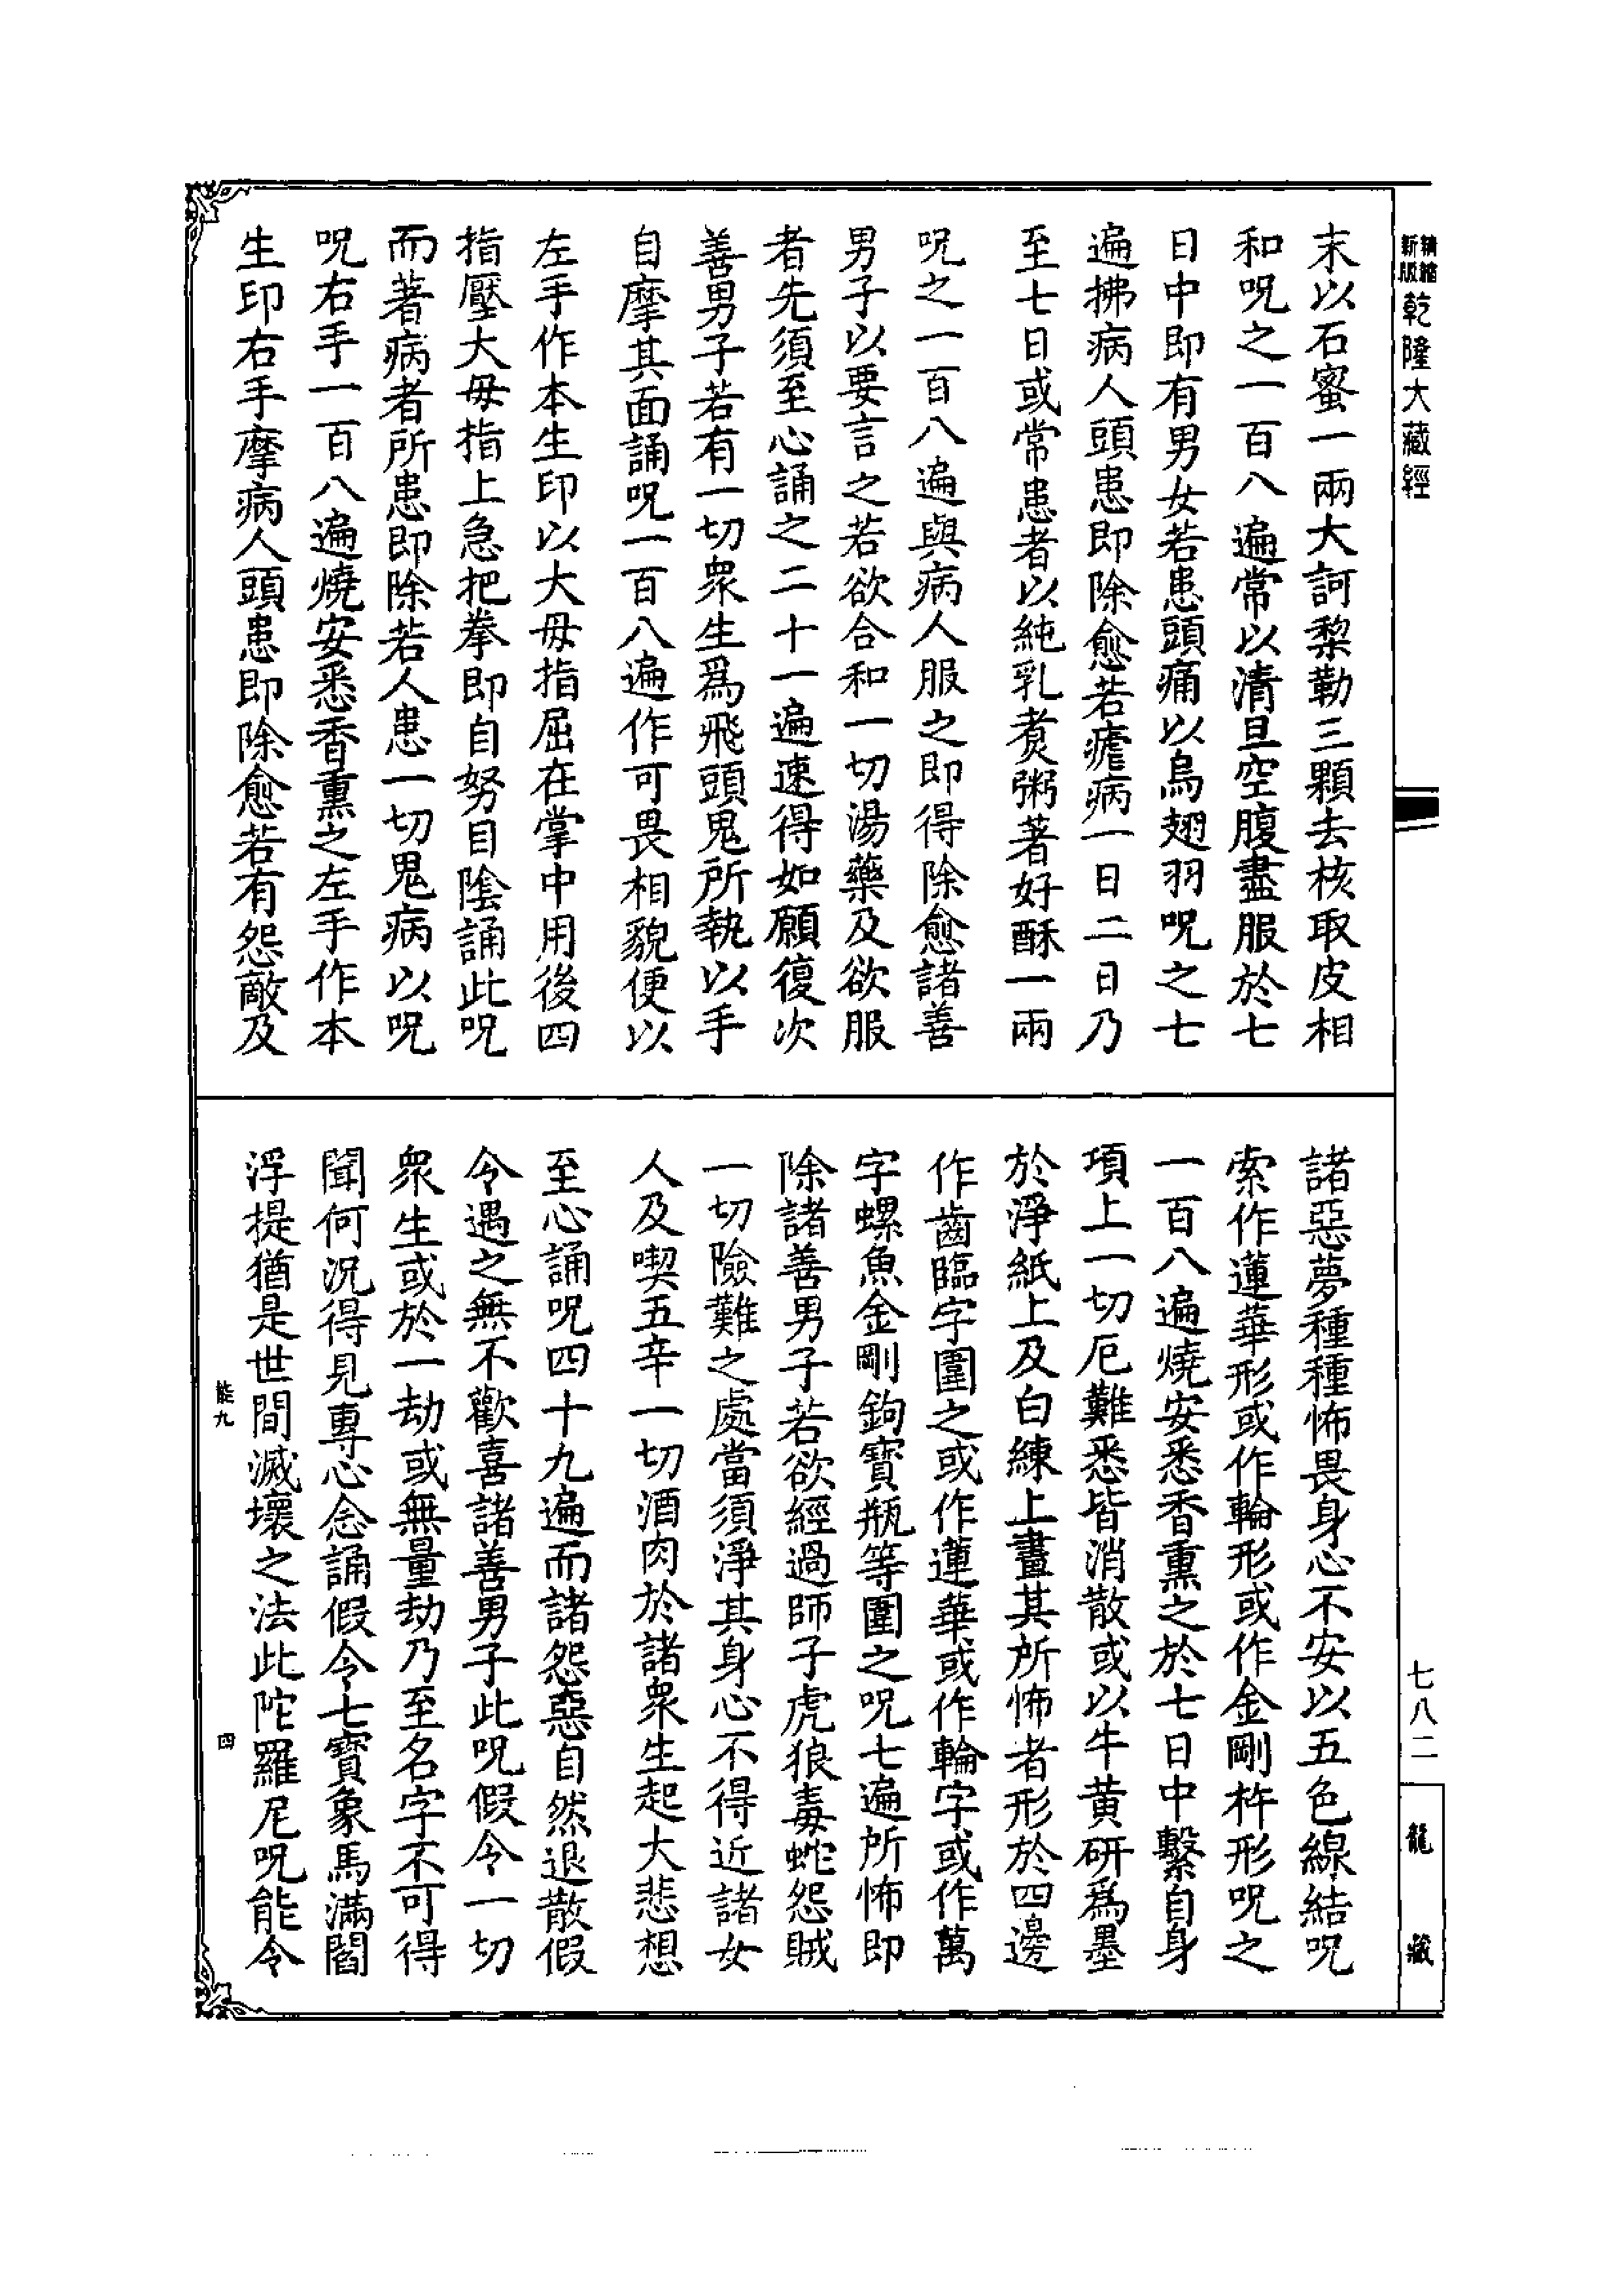 精縮新版乾隆大藏經
末以石蜜一兩大訶棃勒三顆去核取皮相
和呪之一百八遍常以清旦空腹盡服於七
日中即有男女若患頭痛以烏翅羽呪之七
遍拂病人頭患即除愈若瘧病一日二日乃
至七日或常患者以純乳煑粥著好酥一兩
呪之一百八遍與病人服之即得除愈諸善
男子以要言之若欲合和一切湯藥及欲服
者先須至心誦之二十一遍速得如願復次
善男子若有一切衆生爲飛頭鬼所執以手
自摩其面誦呪一百八遍作可畏相貌便以
左手作本生印以大毋指屈在掌中用後四
指壓大毋指上急把拳即自努目陰誦此呪
而著病者所患即除若人患一切鬼病以呪
呪右手一百八遍燒安悉香熏之左手作本
生印右手摩病人頭患即除愈若有怨敵及
諸惡夢種種怖畏身心不安以五色線結呪
索作蓮華形或作輪形或作金剛杵形呪之
一百八遍燒安悉香熏之於七日中繫自身
項上一切厄難悉皆消散或以牛黄研爲墨
於淨紙上及白練上畫其所怖者形於四邊
作齒臨字圍之或作蓮華或作輪字或作萬
字螺魚金剛鉤寶瓶等圍之呪七遍所怖即
除諸善男子若欲經過師子虎狼毒蛇怨賊
一切險難之處當須淨其身心不得近諸女
人及喫五辛一切酒肉於諸衆生起大悲想
至心誦呪四十九遍而諸怨惡自然退散假
令遇之無不歡喜諸善男子此呪假令一切
衆生或於一劫或無量劫乃至名字不可得
聞何況得見專心念誦假令七寶象馬滿閻
浮提猶是世間滅壞之法此陀羅尼呪能令
能九
四
七八二
龍藏